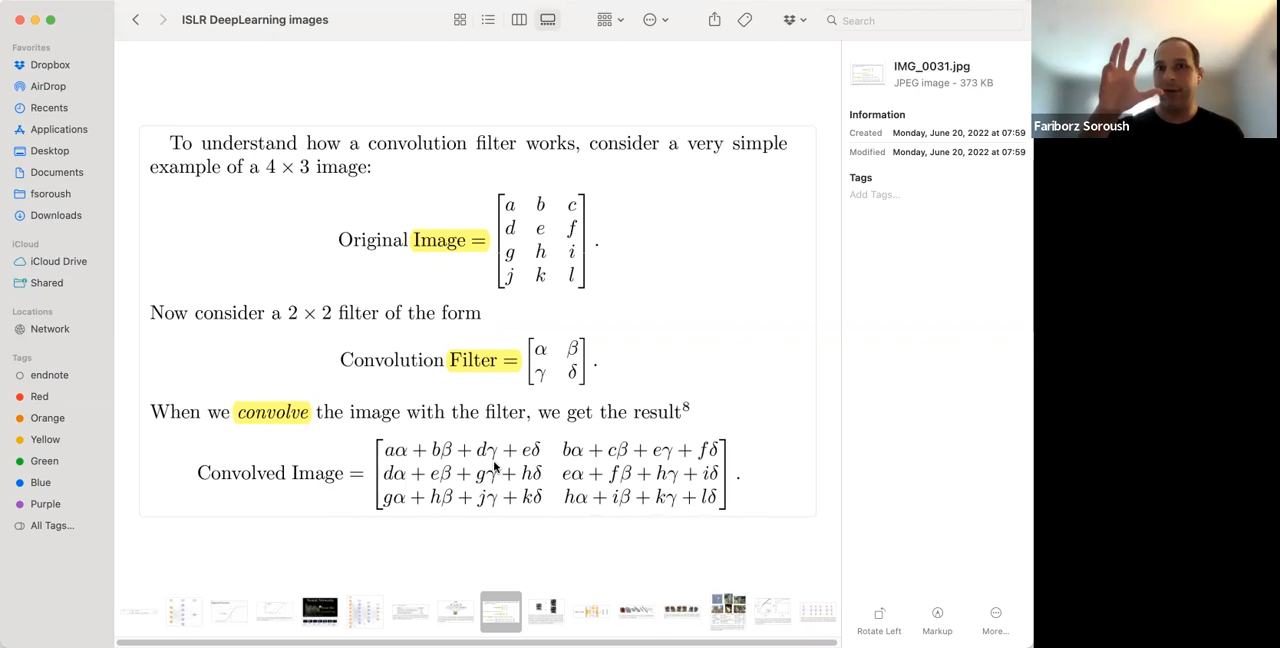 ISLR DeepLearning images
Search
Favorites
Dropbox
AirDrop
Recents
Applications
Desktop
Documents
fsoroush
Downloads
iCloud
iCloud Drive
Shared
Locations
Network
Tags
endnote
Red
Orange
Yellow
Green
Blue
Purple
All Tags...
To understand how a convolution filter works, consider a very simple
example of a 4 × 3 image:
Original Image = [a b c
d e f
g h i
j k l].
Now consider a 2 × 2 filter of the form
Convolution Filter = [α β
γ δ].
When we convolve the image with the filter, we get the result⁸
Convolved Image = [aα + bβ + dγ + eδ bα + cβ + eγ + fδ
dα + eβ + gγ + hδ eα + fβ + hγ + iδ
gα + hβ + jγ + kδ hα + iβ + kγ + lδ].
IMG_0031.jpg
JPEG image - 373 KB
Information
Created Monday, June 20, 2022 at 07:59
Modified Monday, June 20, 2022 at 07:59
Tags
Add Tags...
Rotate Left
Markup
More...
Fariborz Soroush